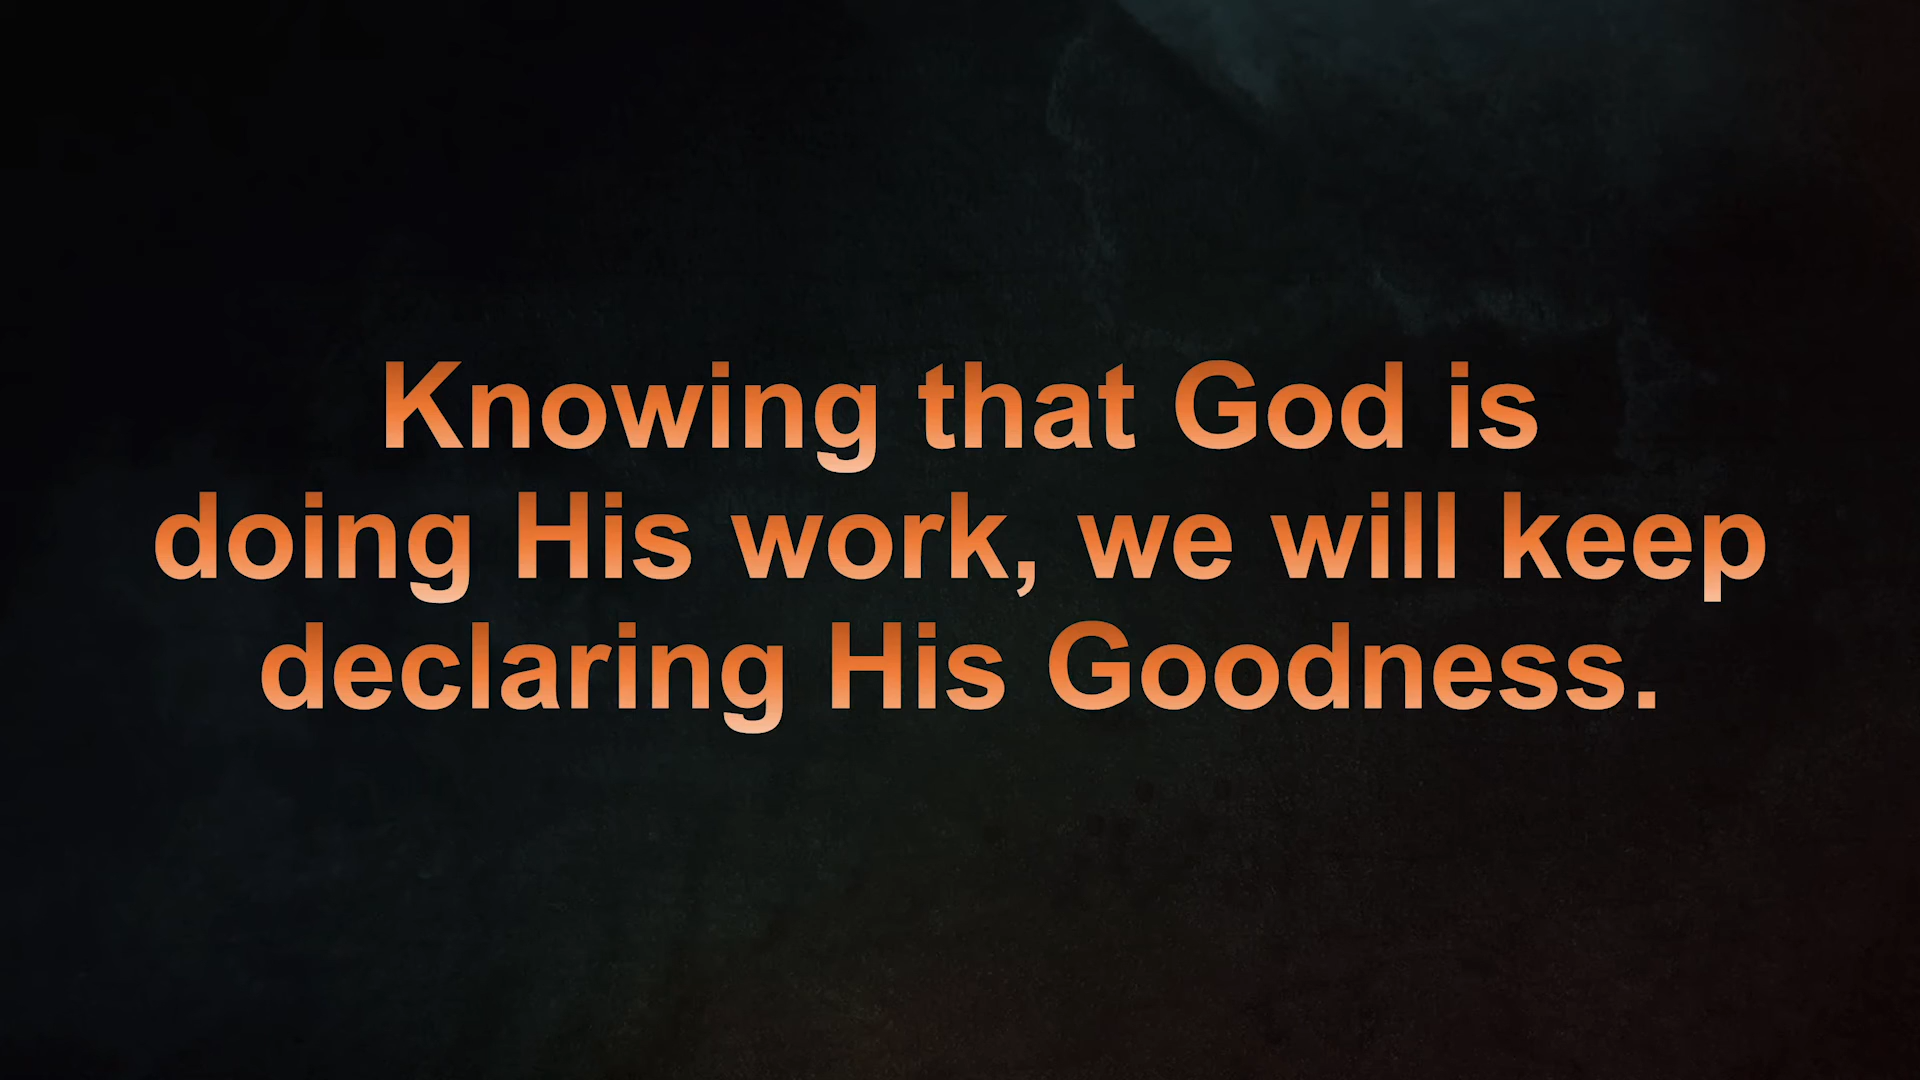 Knowing that God is
doing His work, we will keep
declaring His Goodness.